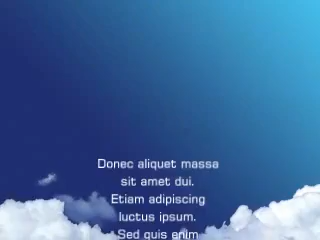 Donec aliquet massa
sit amet dui.
Etiam adipiscing
luctus ipsum.
Sed quis enim